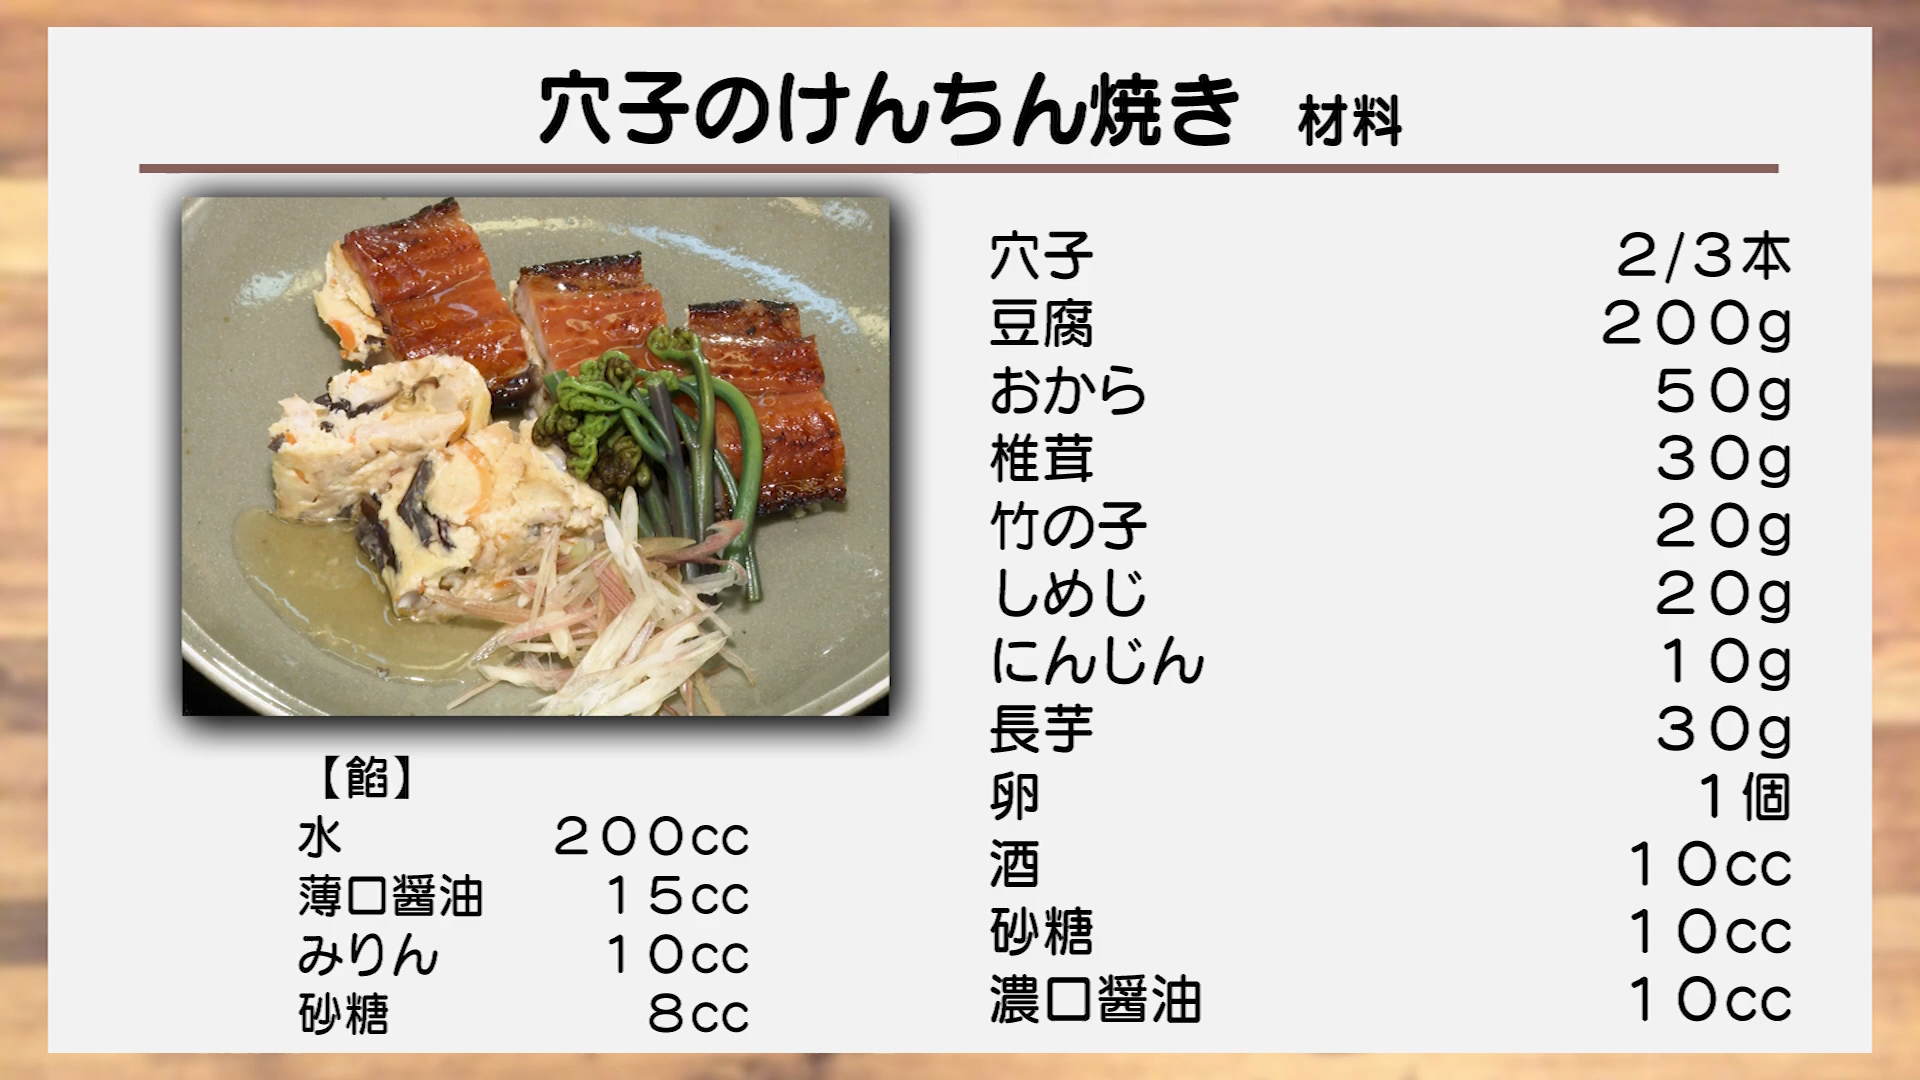 穴子のけんちん焼き　材料
穴子　２/３本
豆腐　２００g
おから　５０g
椎茸　３０g
竹の子　２０g
しめじ　２０g
にんじん　１０g
長芋　３０g
卵　１個
酒　１０cc
砂糖　１０cc
濃口醤油　１０cc
【餡】
水　２００cc
薄口醤油　１５cc
みりん　１０cc
砂糖　８cc